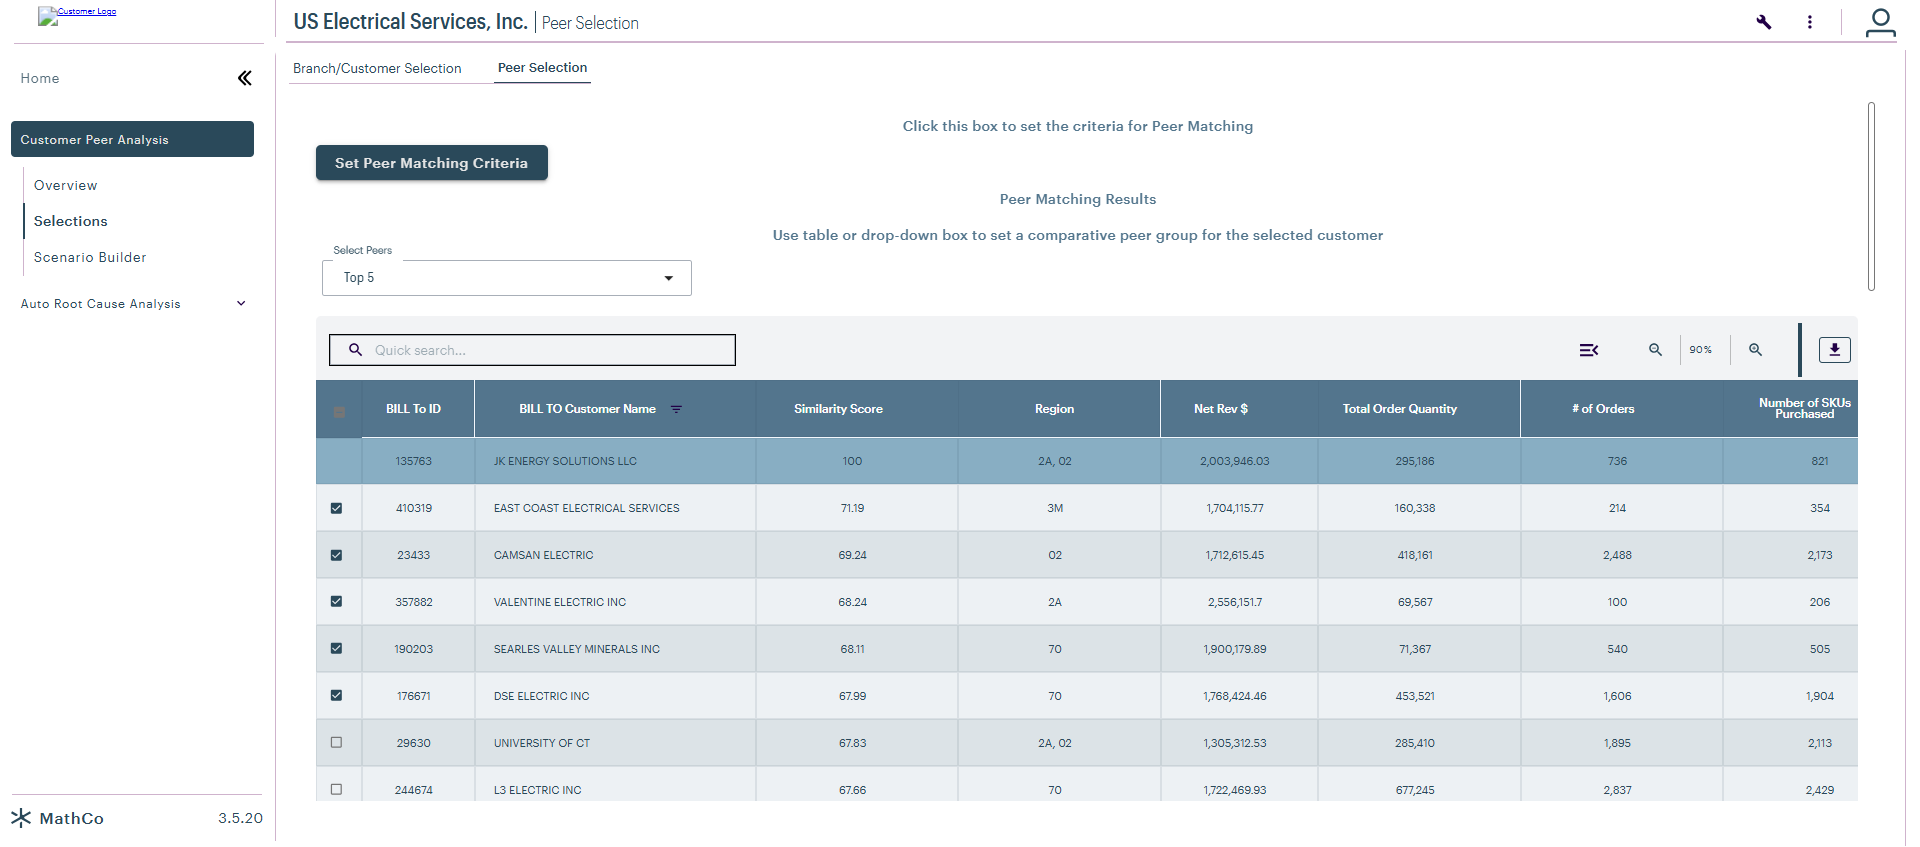 Customer Logo
US Electrical Services, Inc. Peer Selection
Home
Branch/Customer Selection Peer Selection
Click this box to set the criteria for Peer Matching
Customer Peer Analysis
Set Peer Matching Criteria
Overview
Peer Matching Results
Selections
Use table or drop-down box to set a comparative peer group for the selected customer
Select Peers
Scenario Builder
Top 5
Auto Root Cause Analysis
Quick search...
90%
BILL To ID BILL TO Customer Name Similarity Score Region Net Rev $ Total Order Quantity # of Orders Number of SKUs Purchased
135763 JK ENERGY SOLUTIONS LLC 100 2A, 02 2,003,946.03 295,186 736 821
410319 EAST COAST ELECTRICAL SERVICES 71.19 3M 1,704,115.77 160,338 214 354
23433 CAMSAN ELECTRIC 69.24 02 1,712,615.45 418,161 2,488 2,173
357882 VALENTINE ELECTRIC INC 68.24 2A 2,556,151.7 69,567 100 206
190203 SEARLES VALLEY MINERALS INC 68.11 70 1,900,179.89 71,367 540 505
176671 DSE ELECTRIC INC 67.99 70 1,768,424.46 453,521 1,606 1,904
29630 UNIVERSITY OF CT 67.83 2A, 02 1,305,312.53 285,410 1,895 2,113
244674 L3 ELECTRIC INC 67.66 70 1,722,469.93 677,245 2,837 2,429
MathCo 3.5.20